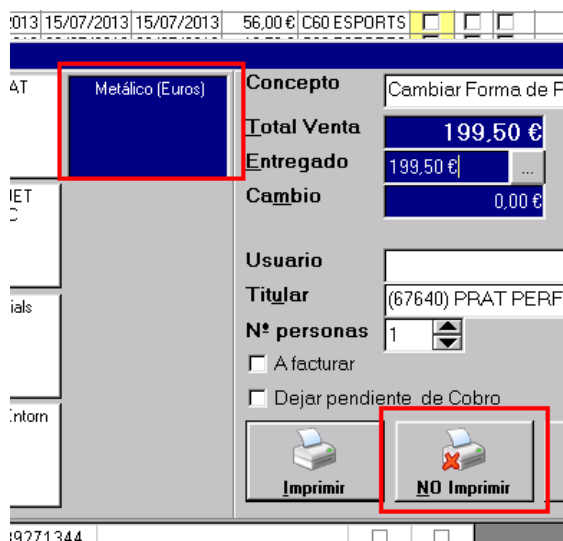 2013 15/07/2013 15/07/2013 56,00 € C60 ESPORTS
AT
Metálico (Euros)
Concepto Cambiar Forma de P
Total Venta 199,50 €
Entregado 199,50 € ...
Cambio 0,00 €
JET
C
Usuario
Titular (67640) PRAT PERF
ials
Nº personas 1
A facturar
Dejar pendiente de Cobro
Entorn
Imprimir NO Imprimir
39271344